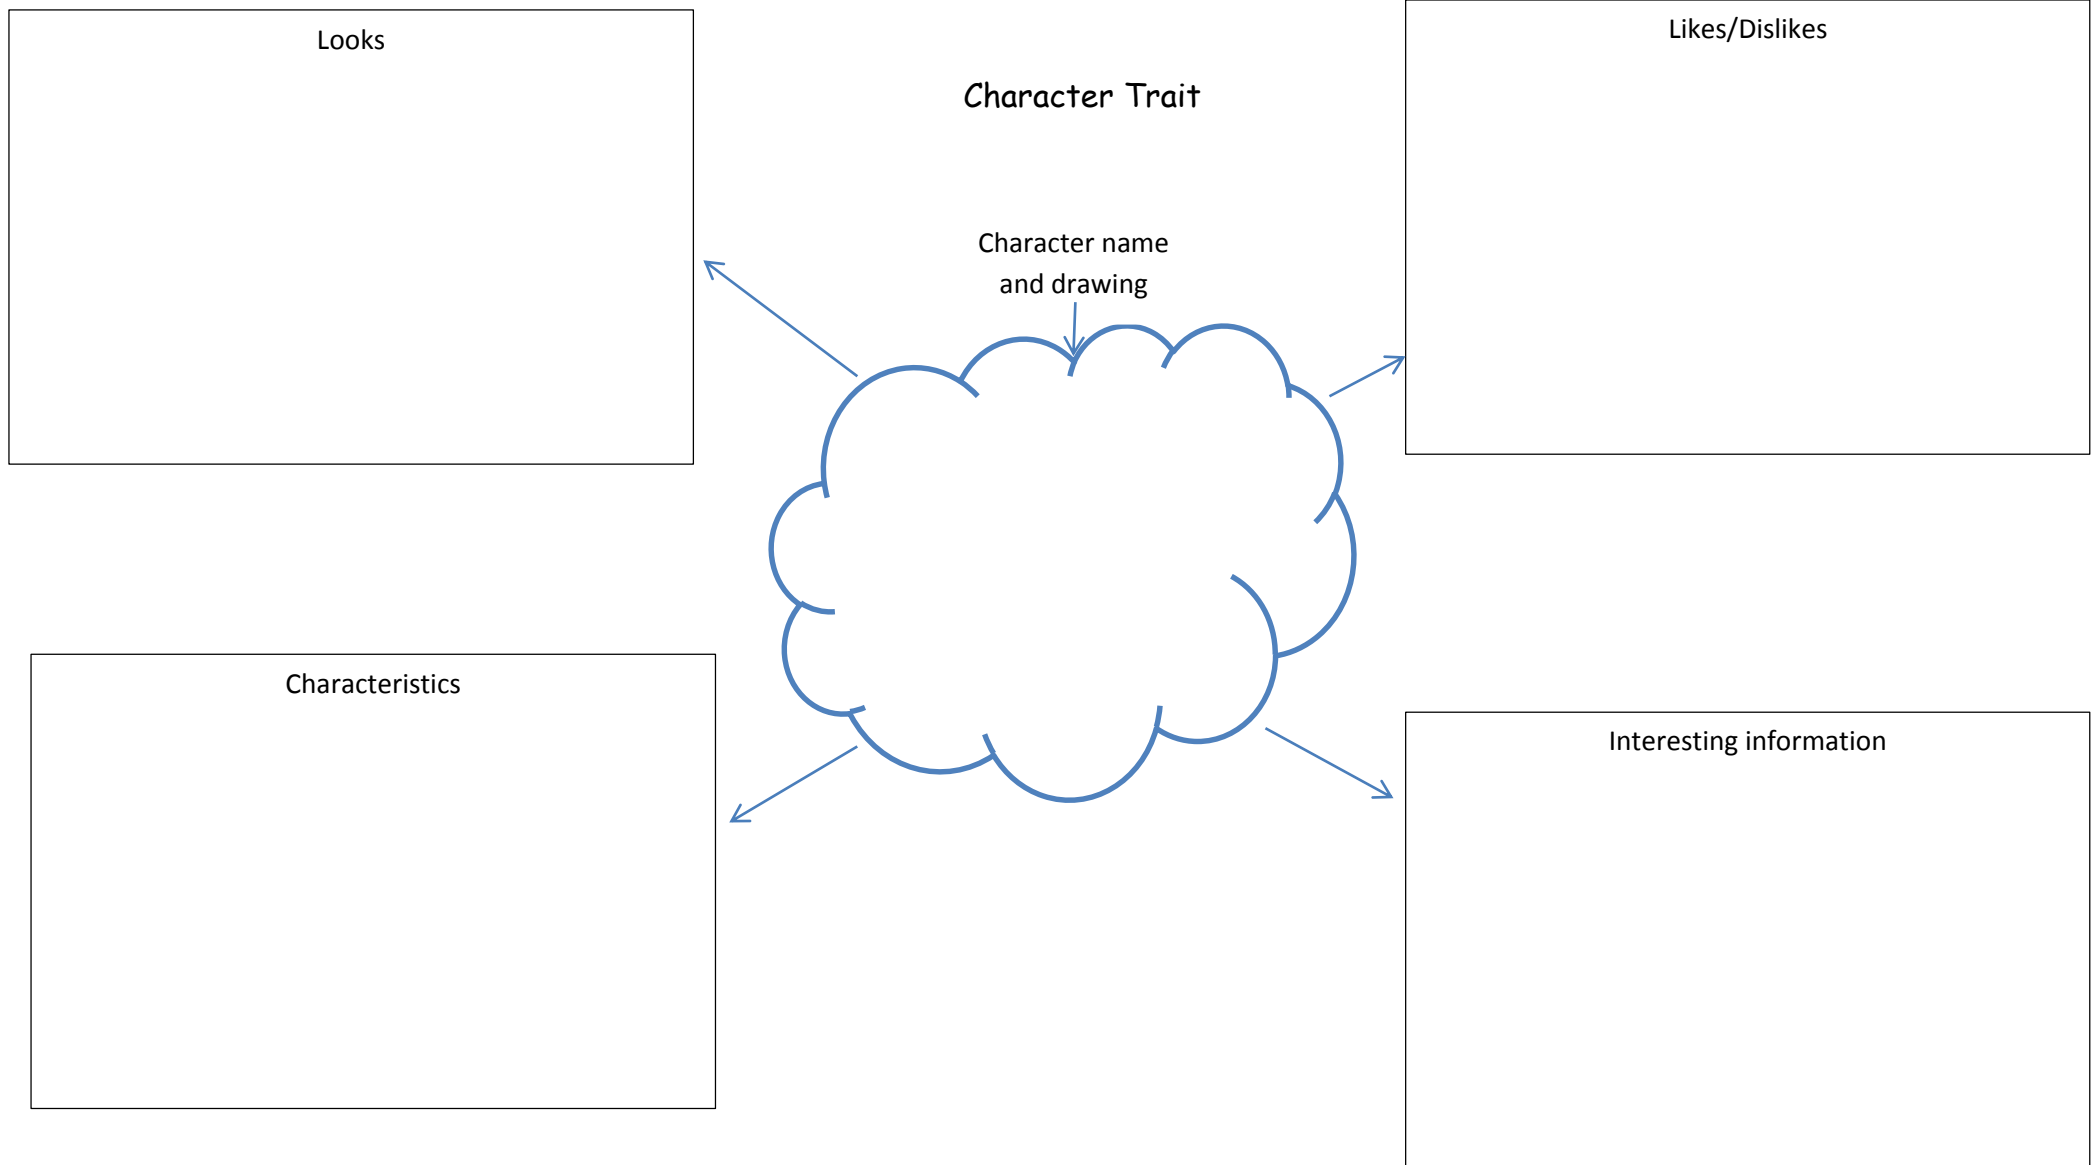 Looks
Likes/Dislikes
Character Trait
Character name
and drawing
Characteristics
Interesting information